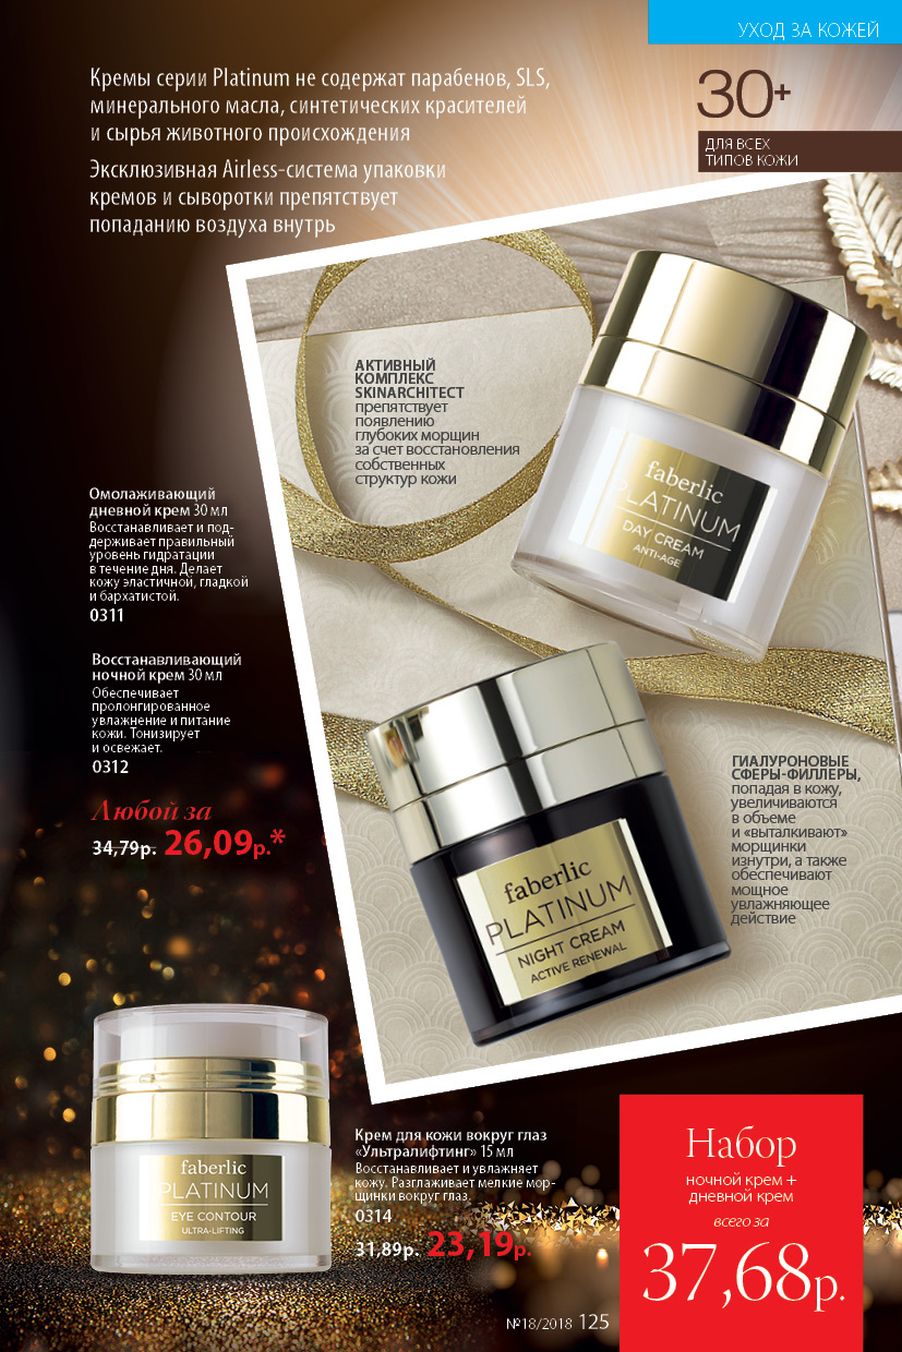 УХОД ЗА КОЖЕЙ
Кремы серии Platinum не содержат парабенов, SLS,
минерального масла, синтетических красителей
и сырья животного происхождения
Эксклюзивная Airless-система упаковки
кремов и сыворотки препятствует
попаданию воздуха внутрь
30+
ДЛЯ ВСЕХ
ТИПОВ КОЖИ
АКТИВНЫЙ
КОМПЛЕКС
SKINARCHITECT
препятствует
появлению
глубоких морщин
за счет восстановления
собственных
структур кожи
faberlic
PLATINUM
DAY CREAM
ANTI-AGE
Омолаживающий
дневной крем 30 мл
Восстанавливает и под-
держивает правильный
уровень гидратации
в течение дня. Делает
кожу эластичной, гладкой
и бархатистой.
0311
Восстанавливающий
ночной крем 30 мл
Обеспечивает
пролонгированное
увлажнение и питание
кожи. Тонизирует
и освежает.
0312
Любой за
34,79р. 26,09р.*
faberlic
PLATINUM
NIGHT CREAM
ACTIVE RENEWAL
ГИАЛУРОНОВЫЕ
СФЕРЫ-ФИЛЛЕРЫ,
попадая в кожу,
увеличиваются
в объеме
и «выталкивают»
морщинки
изнутри, а также
обеспечивают
мощное
увлажняющее
действие
faberlic
PLATINUM
EYE CONTOUR
ULTRA-LIFTING
Крем для кожи вокруг глаз
«Ультралифтинг» 15 мл
Восстанавливает и увлажняет
кожу. Разглаживает мелкие мор-
щинки вокруг глаз.
0314
31,89р. 23,19р.
Набор
ночной крем +
дневной крем
всего за
37,68р.
№18/2018 125